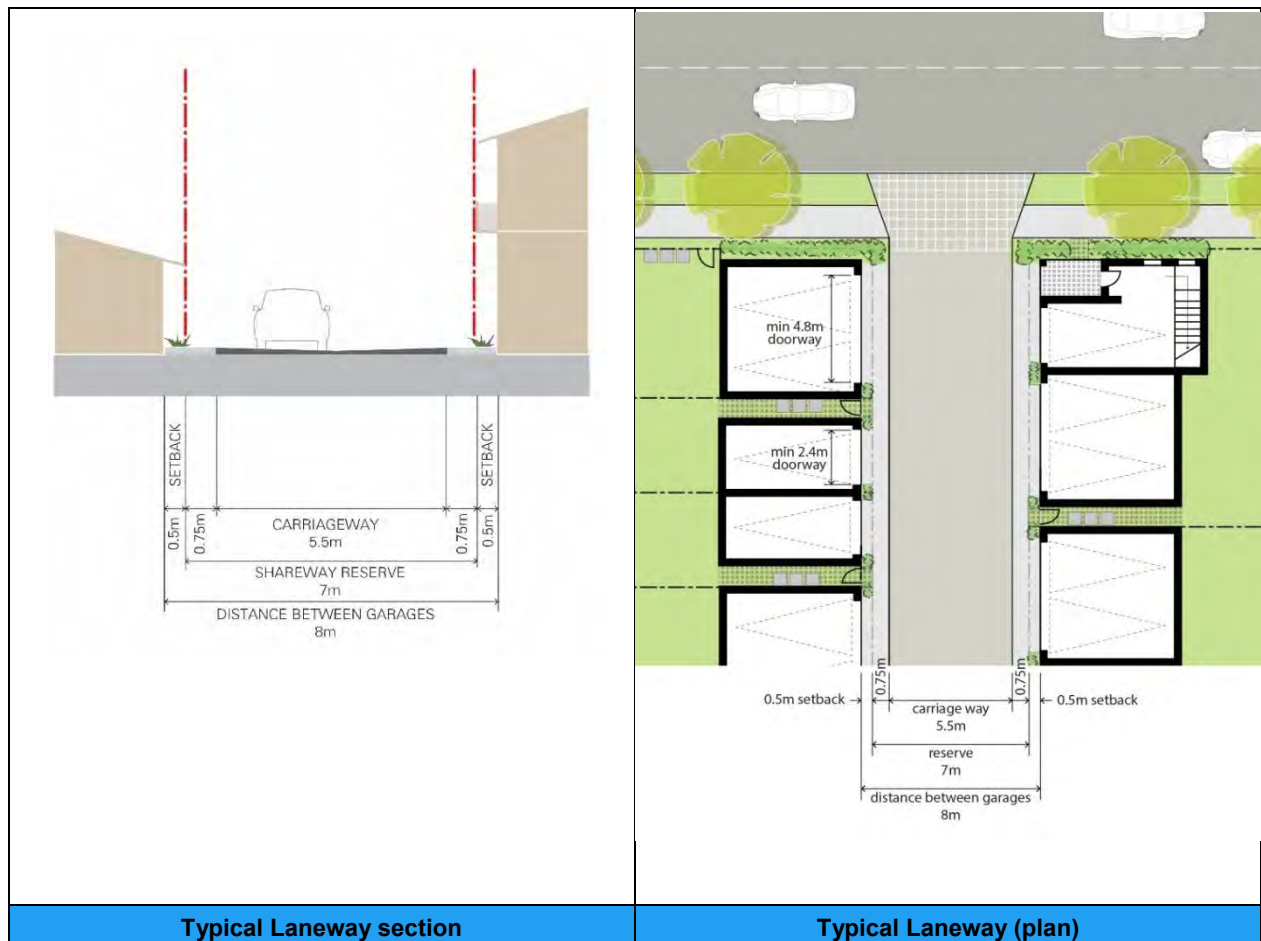 SETBACK
SETBACK
0.5m
0.75m
CARRIAGEWAY
5.5m
0.75m
0.5m
SHAREWAY RESERVE
7m
DISTANCE BETWEEN GARAGES
8m
Typical Laneway section
min 4.8m
doorway
min 2.4m
doorway
0.75m
0.75m
0.5m setback
carriage way
5.5m
0.5m setback
reserve
7m
distance between garages
8m
Typical Laneway (plan)